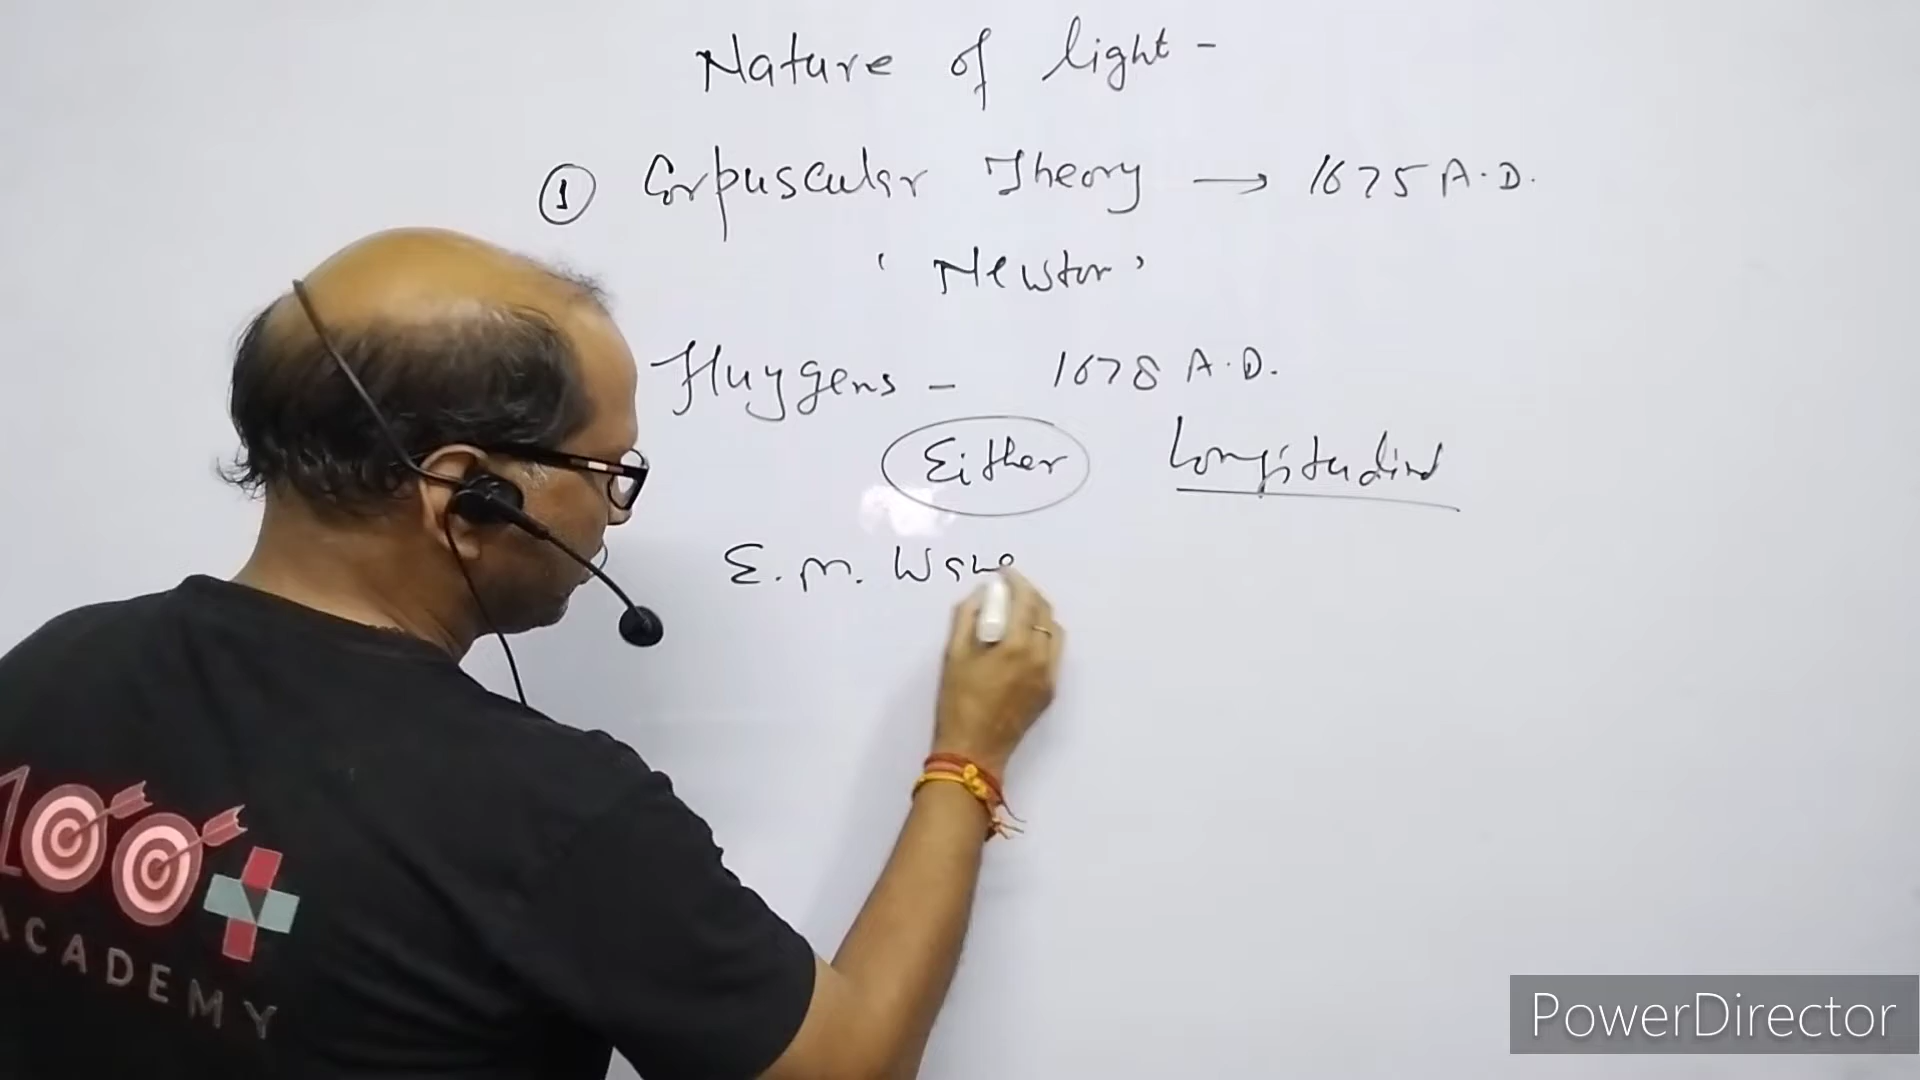 Nature of light -
① Corpuscular Theory → 1675 A.D.
' Newton '
Huygens - 1678 A.D.
Either Longitudinal
E.M. Wave
100+
ACADEMY
PowerDirector